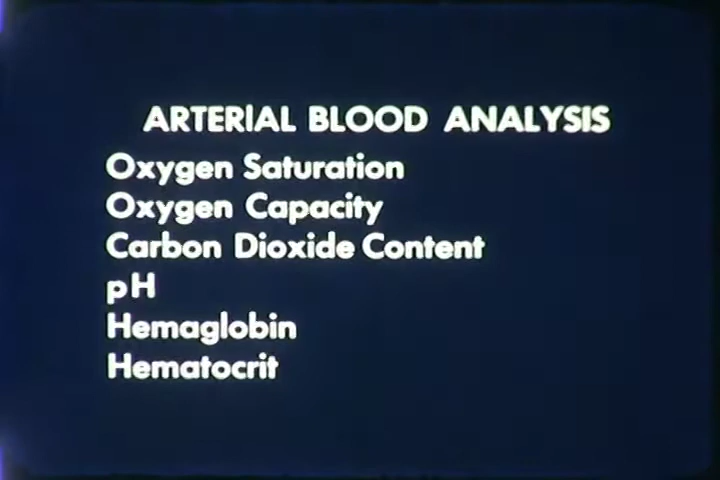 ARTERIAL BLOOD ANALYSIS
Oxygen Saturation
Oxygen Capacity
Carbon Dioxide Content
pH
Hemaglobin
Hematocrit